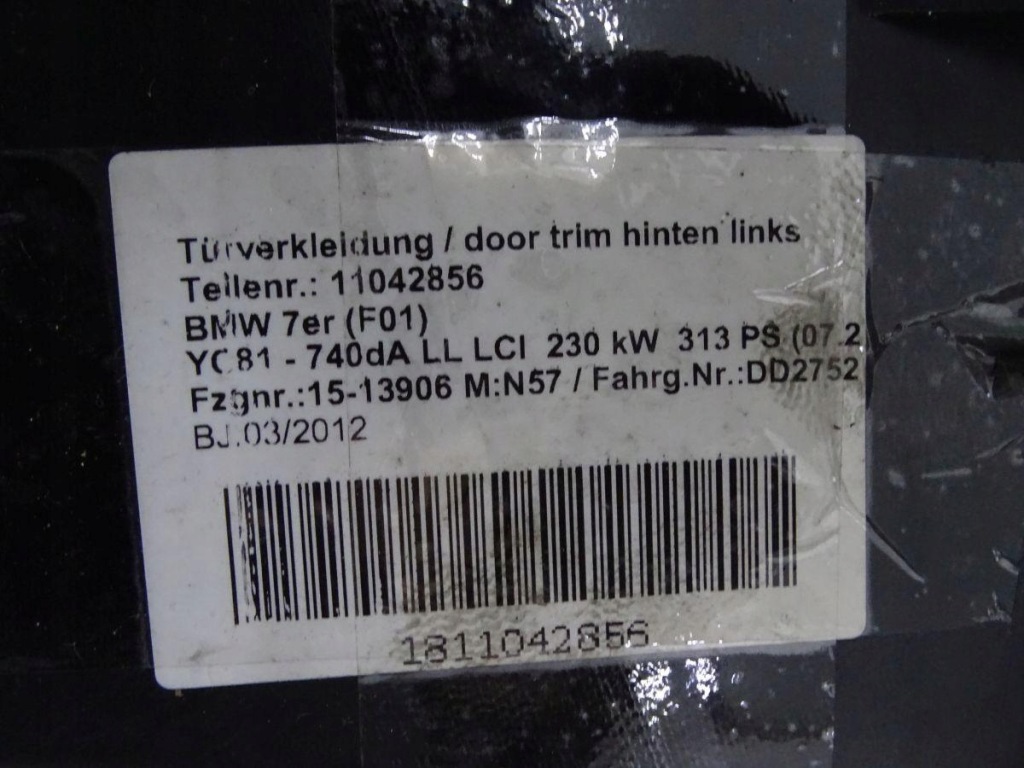 Türverkleidung / door trim hinten links
Teilenr.: 11042856
BMW 7er (F01)
YC81 - 740dA LL LCI 230 kW 313 PS (07.2
Fzgnr.:15-13906 M:N57 / Fahrg.Nr.:DD2752
BJ.03/2012
1811042856